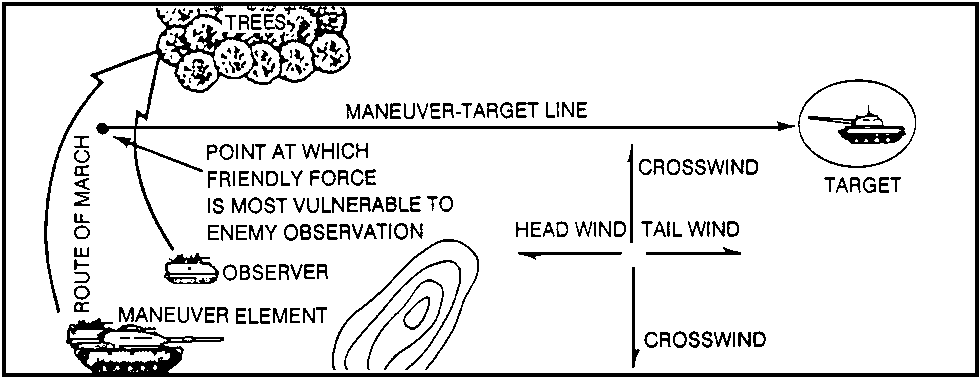 TREES
MANEUVER-TARGET LINE
ROUTE OF MARCH
POINT AT WHICH
FRIENDLY FORCE
IS MOST VULNERABLE TO
ENEMY OBSERVATION
CROSSWIND
TARGET
HEAD WIND
TAIL WIND
OBSERVER
MANEUVER ELEMENT
CROSSWIND